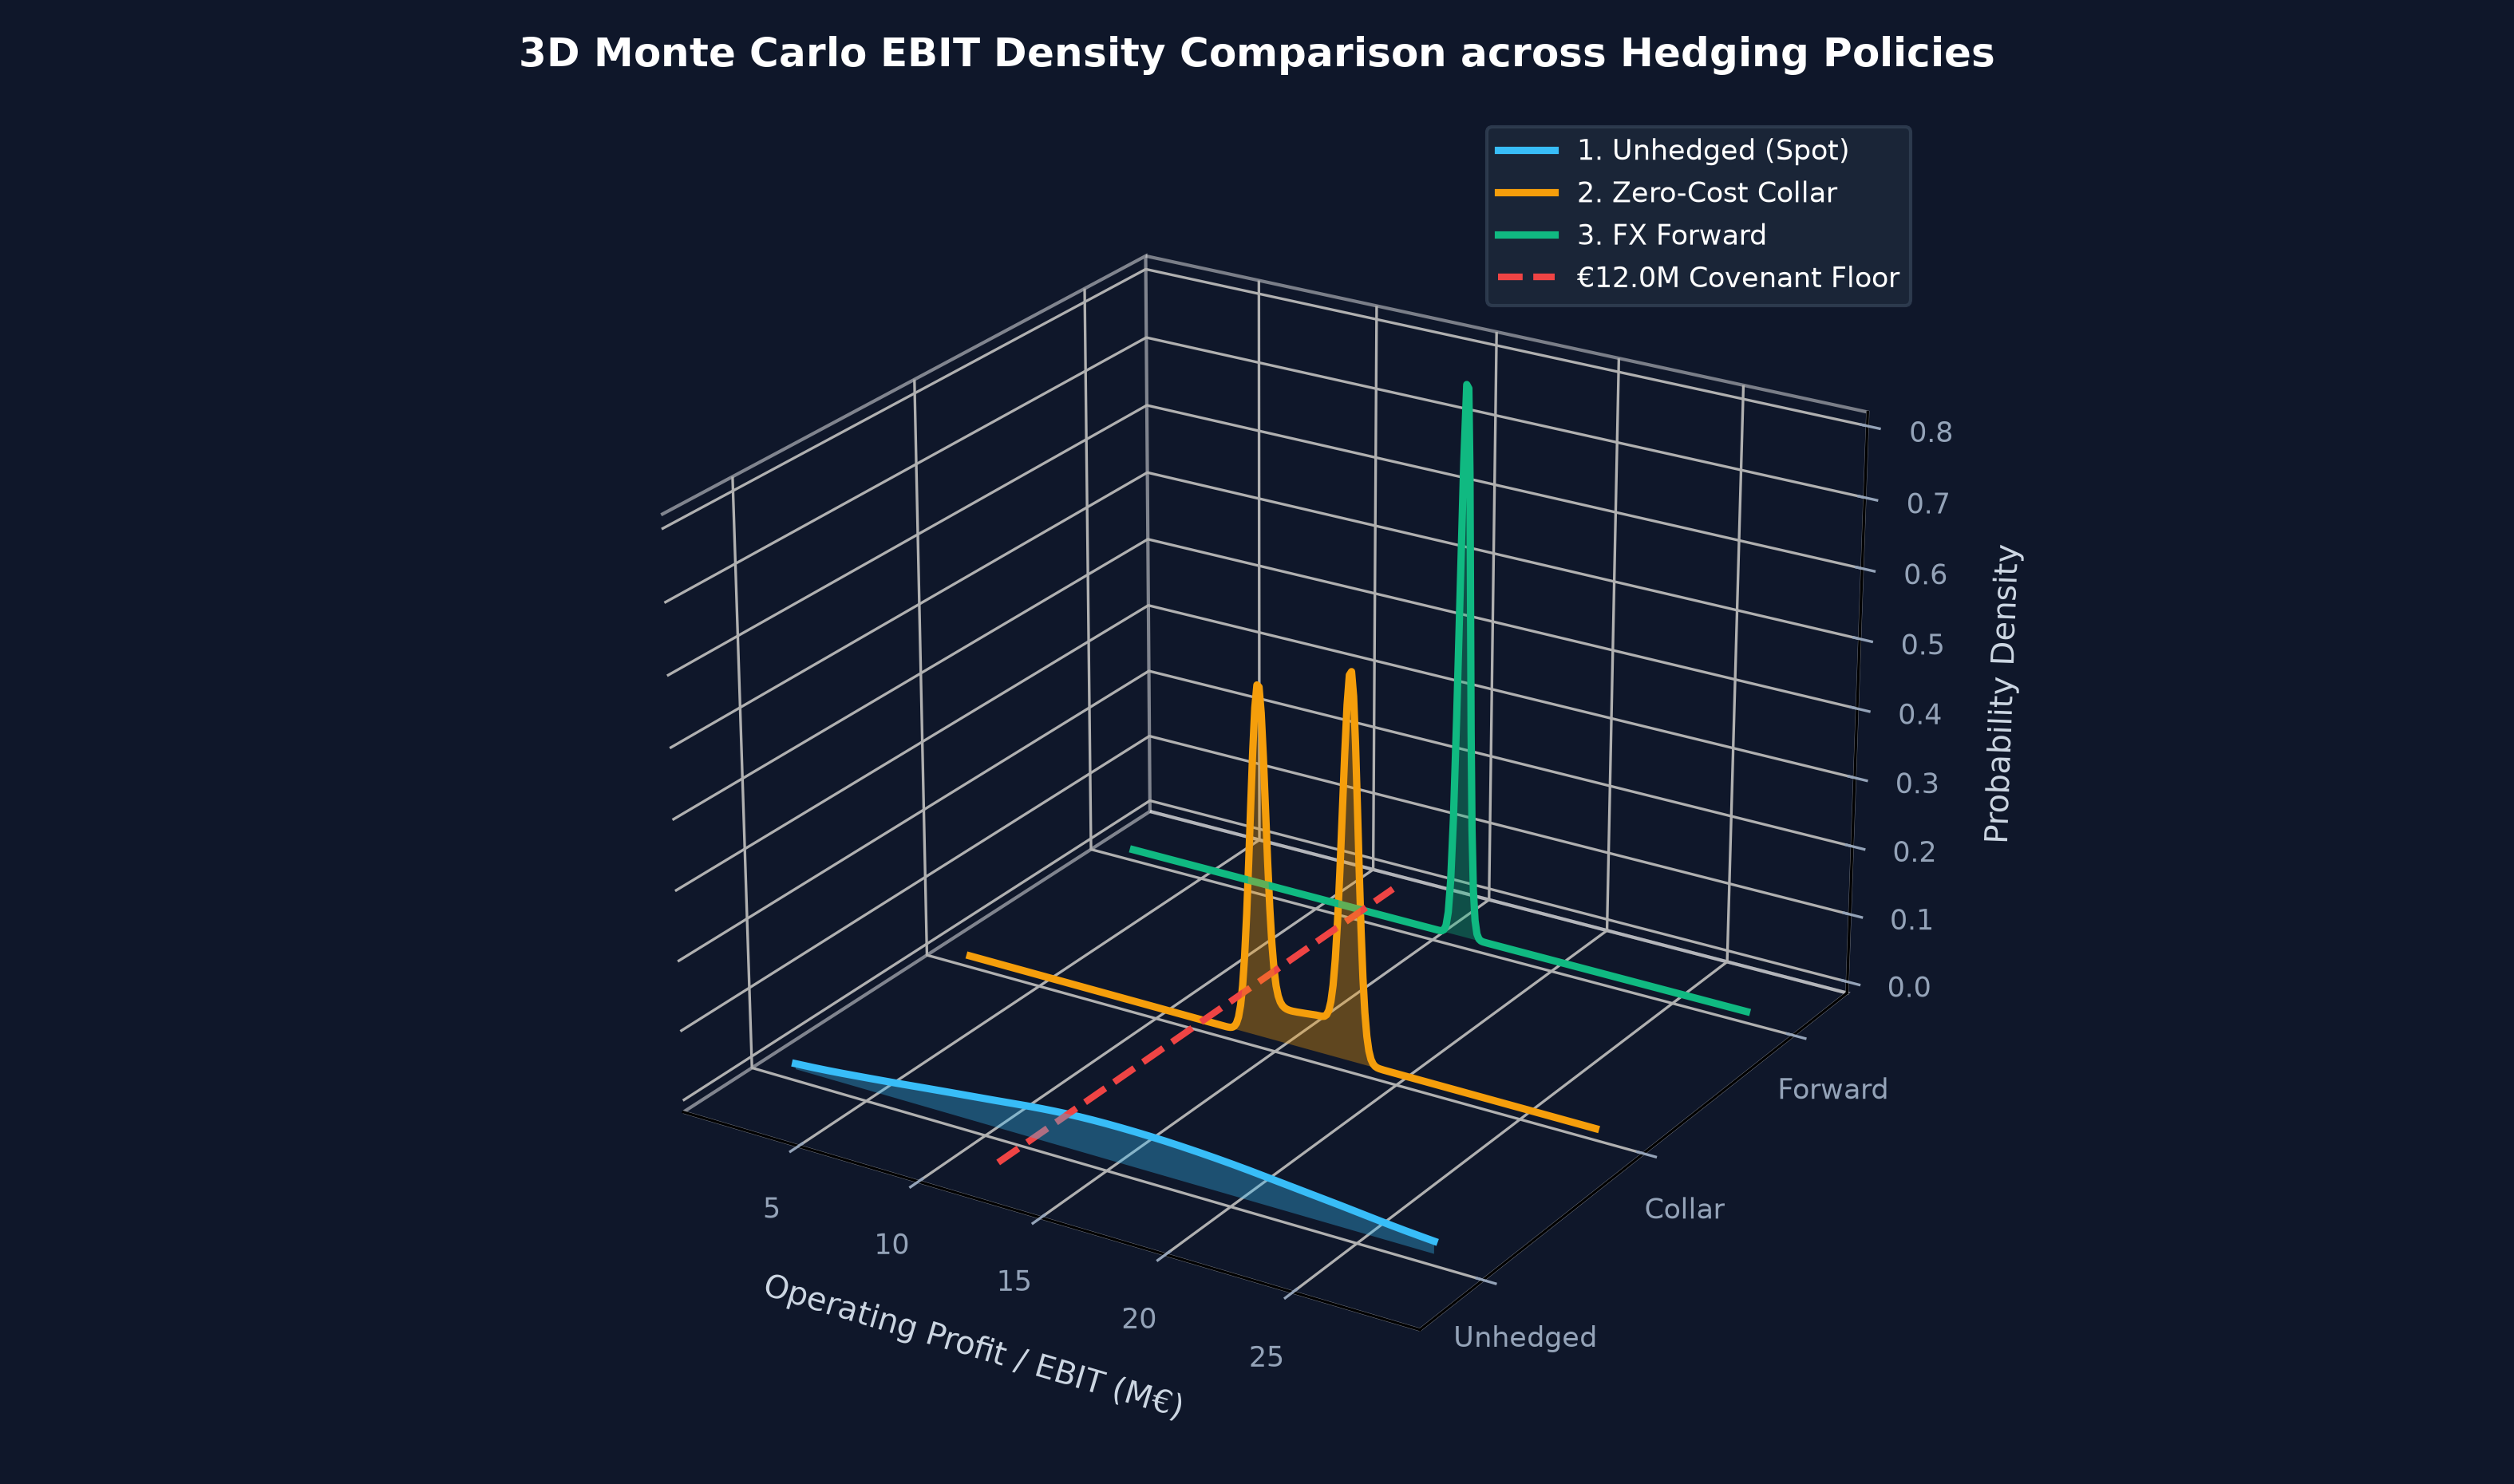 3D Monte Carlo EBIT Density Comparison across Hedging Policies
1. Unhedged (Spot)
2. Zero-Cost Collar
3. FX Forward
€12.0M Covenant Floor
0.8
0.7
0.6
0.5
0.4
0.3
0.2
0.1
0.0
Probability Density
Forward
Collar
Unhedged
5
10
15
20
25
Operating Profit / EBIT (M€)